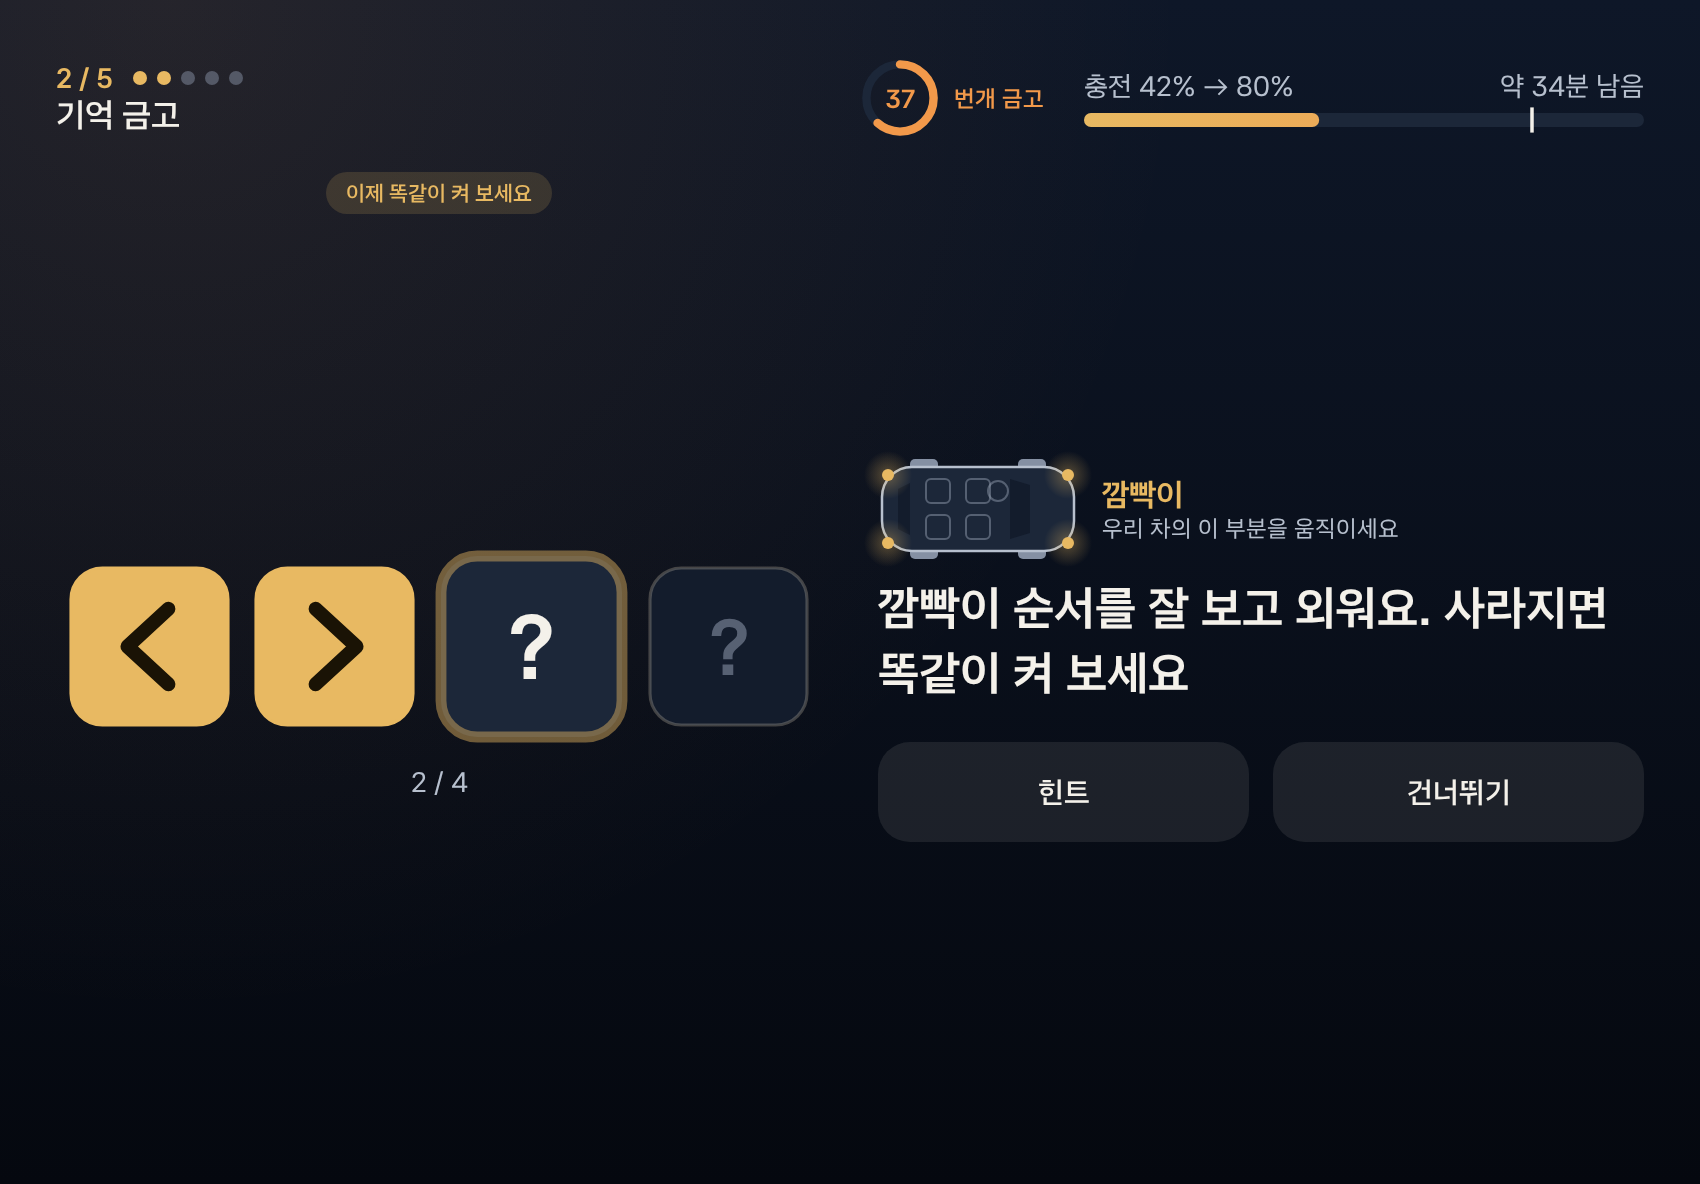 2 / 5
기억 금고
37
번개 금고
충전 42% → 80%
약 34분 남음
이제 똑같이 켜 보세요
깜빡이
우리 차의 이 부분을 움직이세요
깜빡이 순서를 잘 보고 외워요. 사라지면
똑같이 켜 보세요
? ?
2 / 4
힌트
건너뛰기